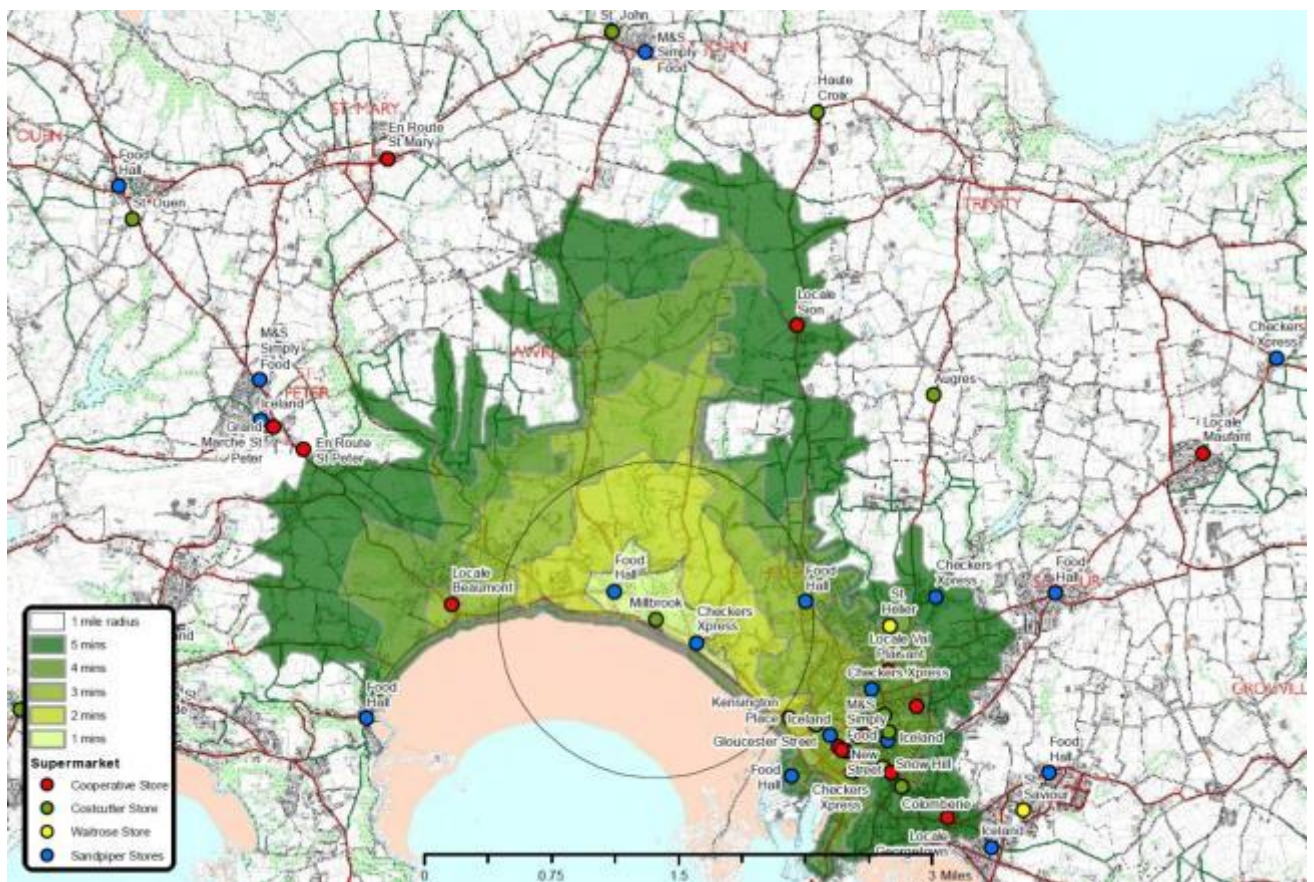 St. John
M&S
Simply
Food
JOHN
Haute
Croix
ST. MARY
En Route
St Mary
OUEN
Food
Hall
St. Ouen
TRINITY
Locale
Sion
Checkers
Xpress
M&S
Simply
Food
PETER
Iceland
Grand
Marche St
Peter
En Route
St Peter
Augres
Locale
Maufant
Locale
Beaumont
Food
Hall
Millbrook
Checkers
Xpress
Food
Hall
Checkers
Xpress
St.
Helier
Food
Hall
Locale Val
Plaisant
Checkers Xpress
Kensington
Place
Iceland
M&S
Simply
Food
Iceland
Gloucester Street
New
Street
Snow Hill
Food
Hall
Food
Hall
Checkers
Xpress
Colomberie
Locale
Georgetown
Iceland
Food
Hall
St.
Saviour
1 mile radius
5 mins
4 mins
3 mins
2 mins
1 mins
Supermarket
Cooperative Store
Costcutter Store
Waitrose Store
Sandpiper Stores
0 0.75 1.5 3 Miles